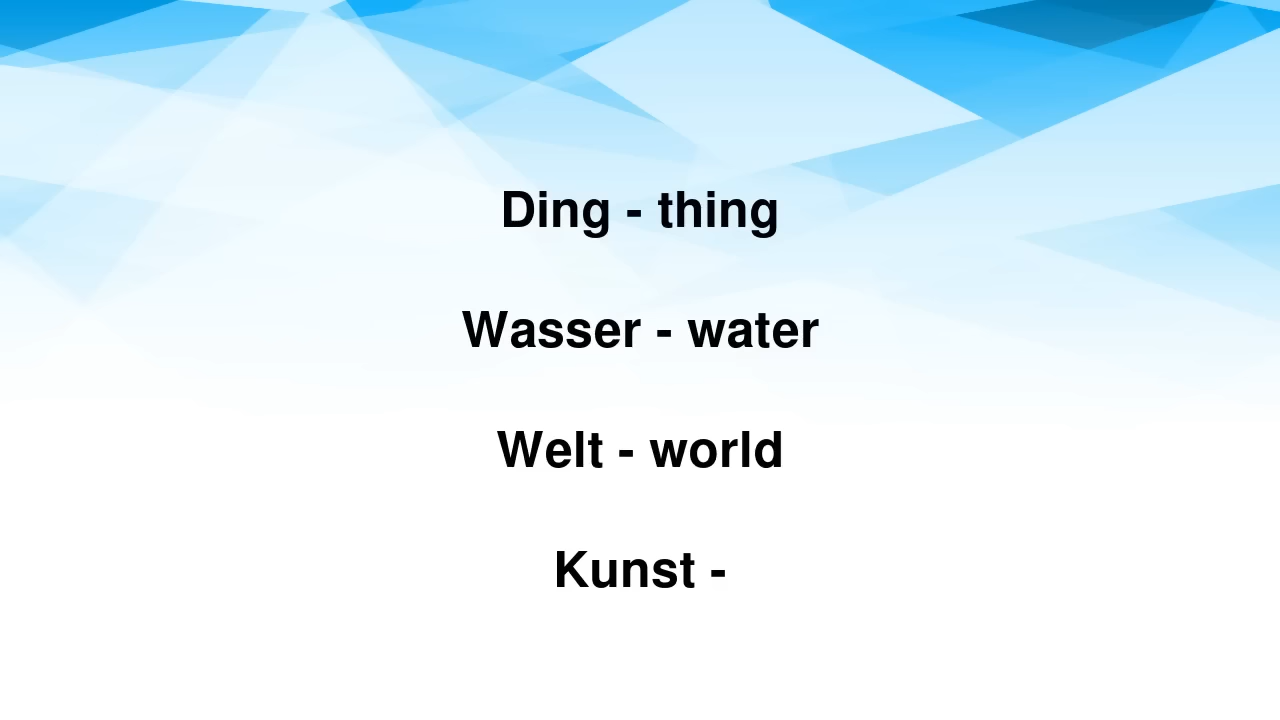 Ding - thing
Wasser - water
Welt - world
Kunst -